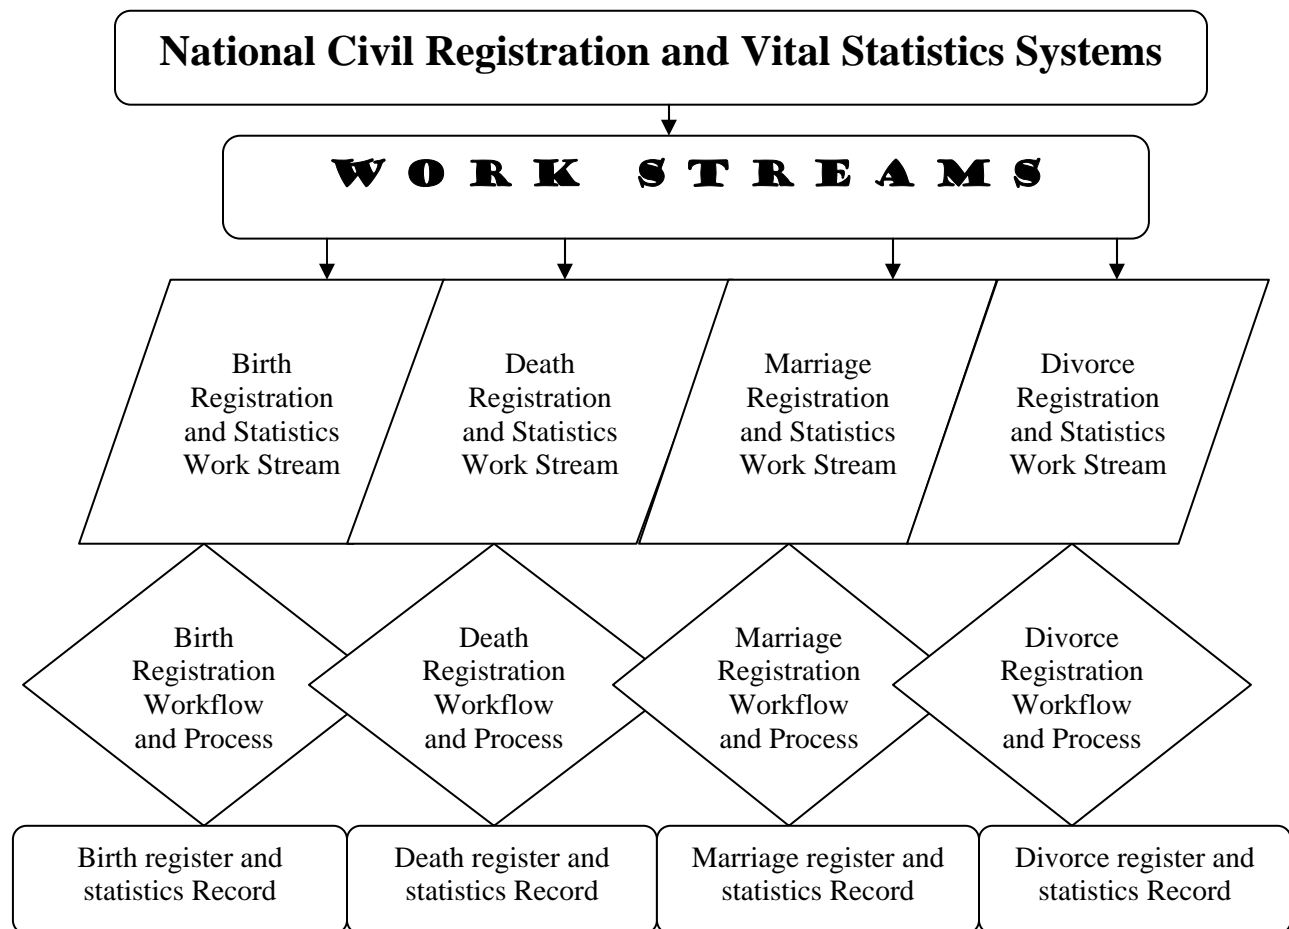 National Civil Registration and Vital Statistics Systems
WORK STREAMS
Birth
Registration
and Statistics
Work Stream
Death
Registration
and Statistics
Work Stream
Marriage
Registration
and Statistics
Work Stream
Divorce
Registration
and Statistics
Work Stream
Birth
Registration
Workflow
and Process
Death
Registration
Workflow
and Process
Marriage
Registration
Workflow
and Process
Divorce
Registration
Workflow
and Process
Birth register and
statistics Record
Death register and
statistics Record
Marriage register and
statistics Record
Divorce register and
statistics Record